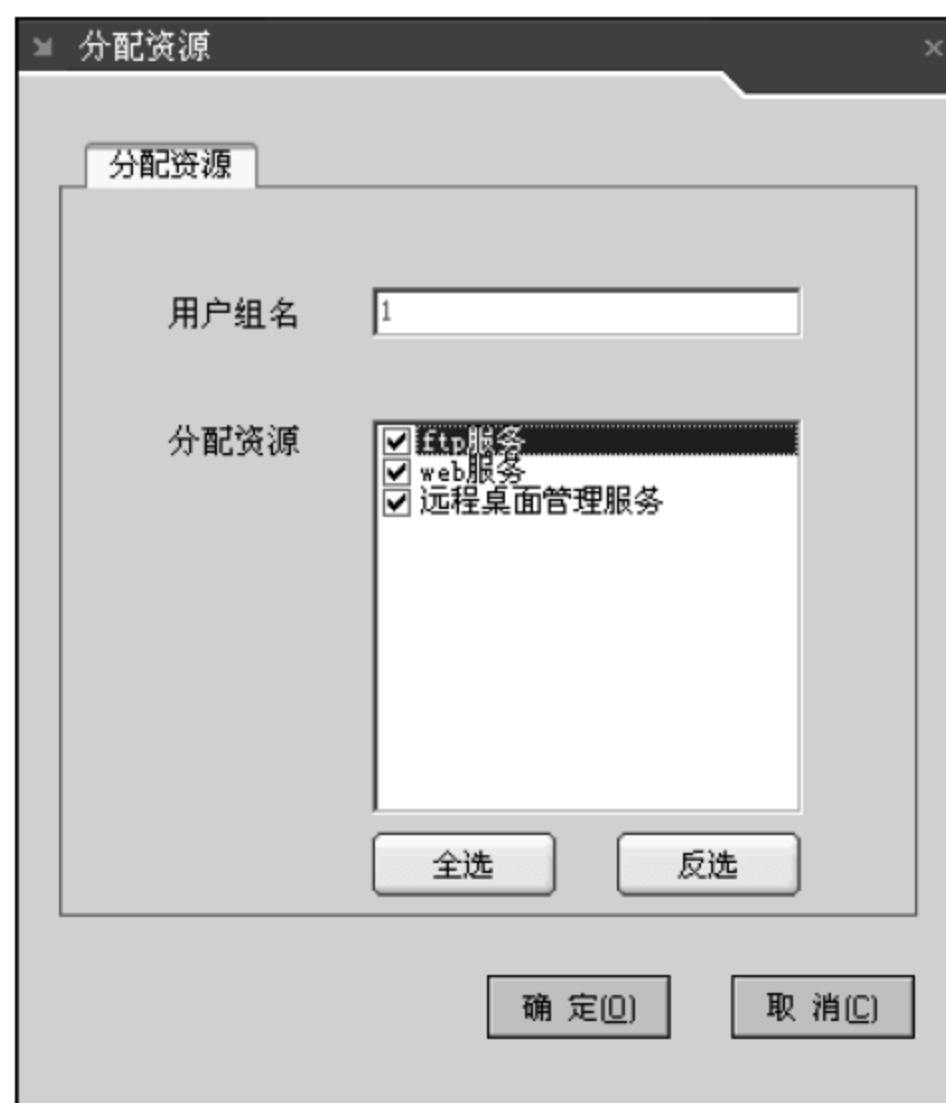 分配资源
分配资源
用户组名 1
分配资源
ftp服务
web服务
远程桌面管理服务
全选 反选
确 定(O) 取 消(C)